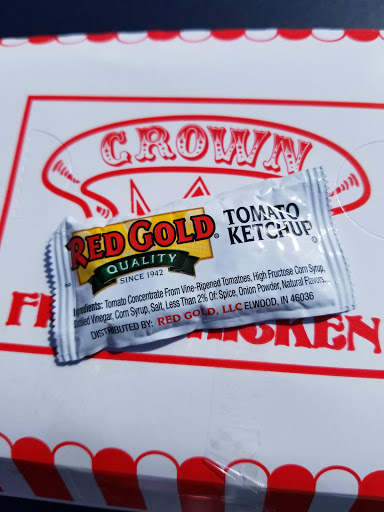 CROWN
RED GOLD®
QUALITY
SINCE 1942
TOMATO
KETCHUP
Ingredients: Tomato Concentrate From Vine-Ripened Tomatoes, High Fructose Corn Syrup,
Distilled Vinegar, Corn Syrup, Salt, Less Than 2% Of: Spice, Onion Powder, Natural Flavors.
DISTRIBUTED BY: RED GOLD, LLC ELWOOD, IN 46036